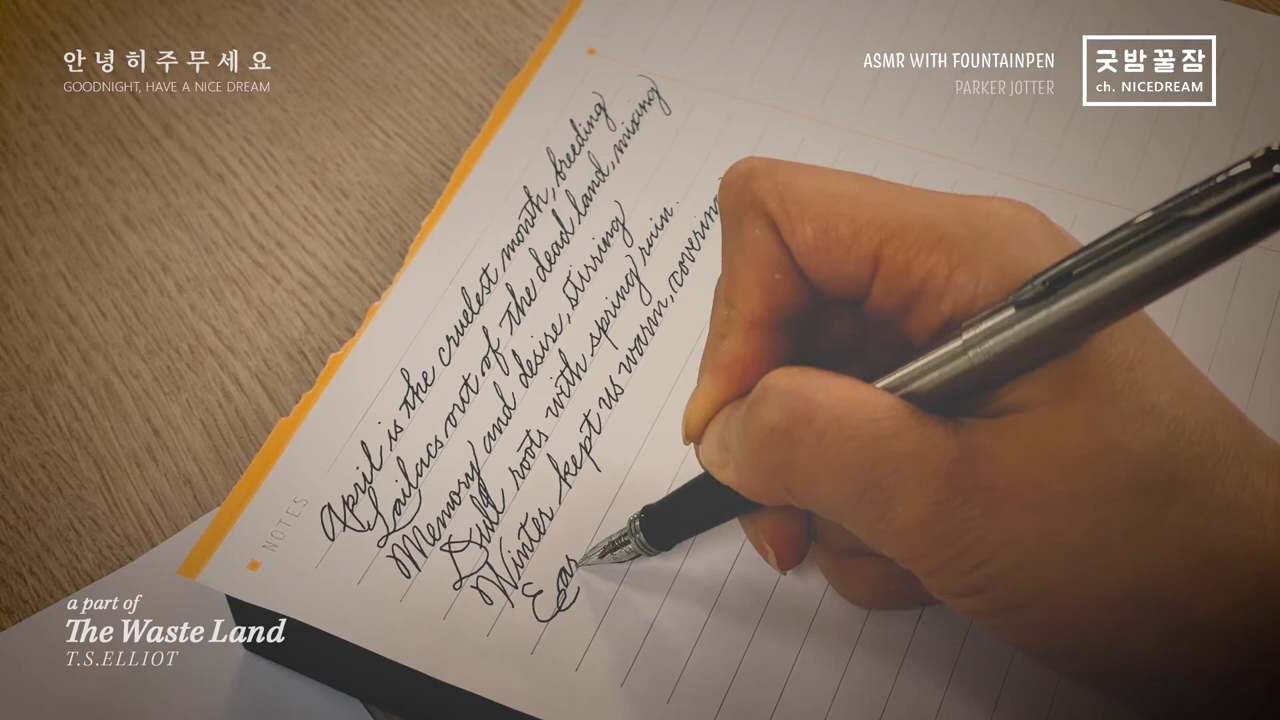 안녕히주무세요
GOODNIGHT, HAVE A NICE DREAM
ASMR WITH FOUNTAINPEN
PARKER JOTTER
굿밤꿀잠
ch. NICEDREAM
NOTES
April is the cruelest month, breeding
Lailacs out of the dead land, mixing
Memory and desire, stirring
Dull roots with spring ruin.
Winter kept us warm, covering
Ear
a part of
The Waste Land
T.S.ELLIOT